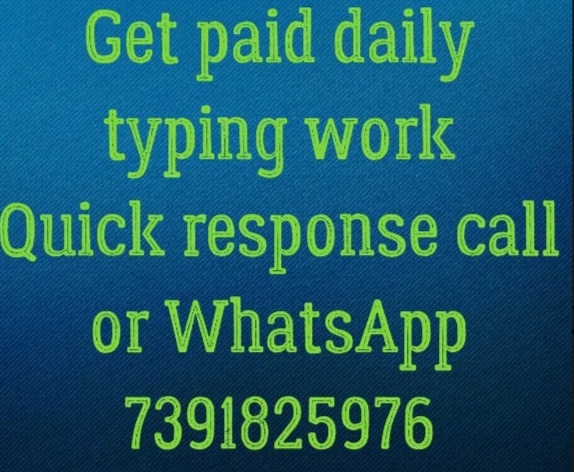 Get paid daily
typing work
Quick response call
or WhatsApp
7391825976